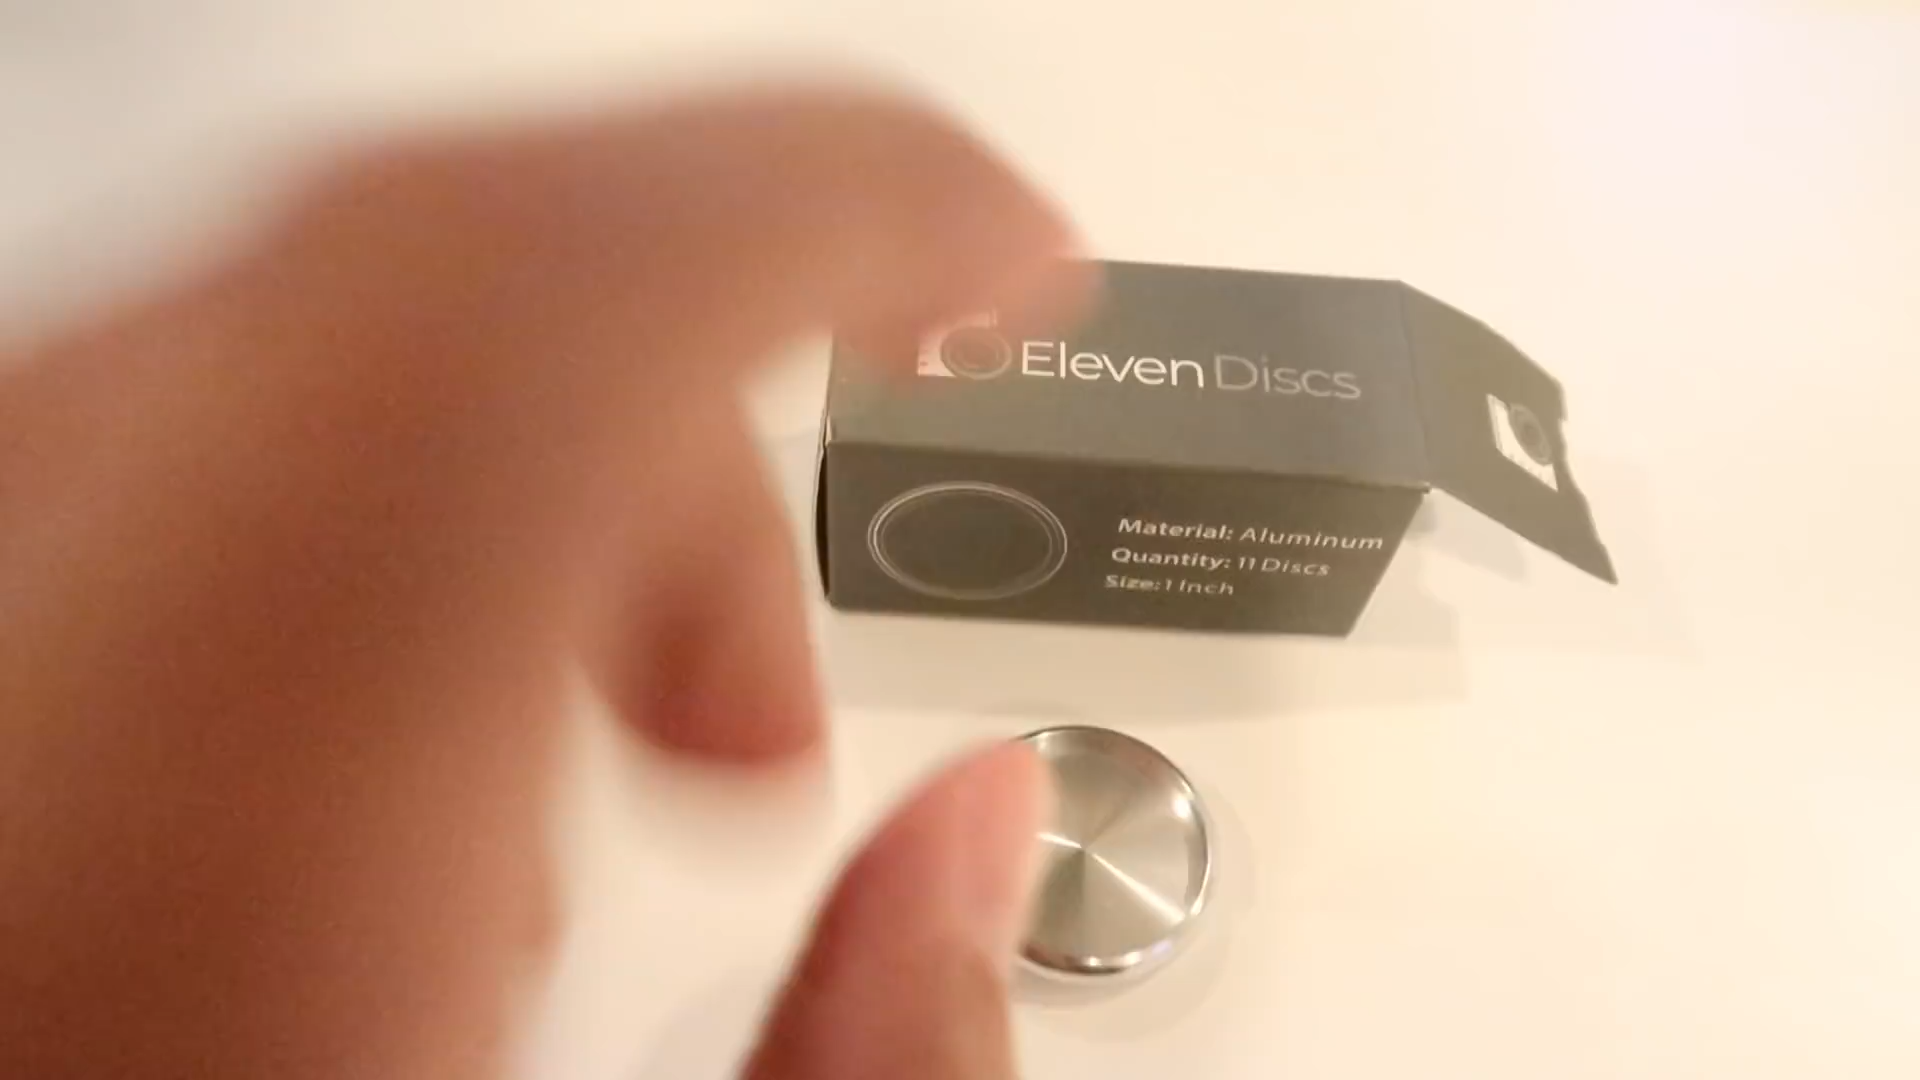 Eleven Discs
Material: Aluminum
Quantity: 11 Discs
Size: 1 Inch